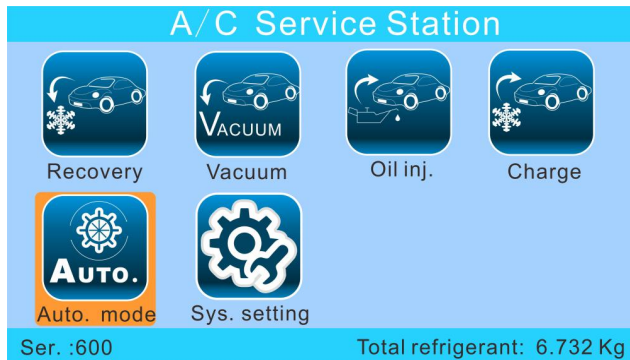 A/C Service Station
VACUUM
Recovery
Vacuum
Oil inj.
Charge
AUTO.
Auto. mode
Sys. setting
Ser. :600
Total refrigerant: 6.732 Kg